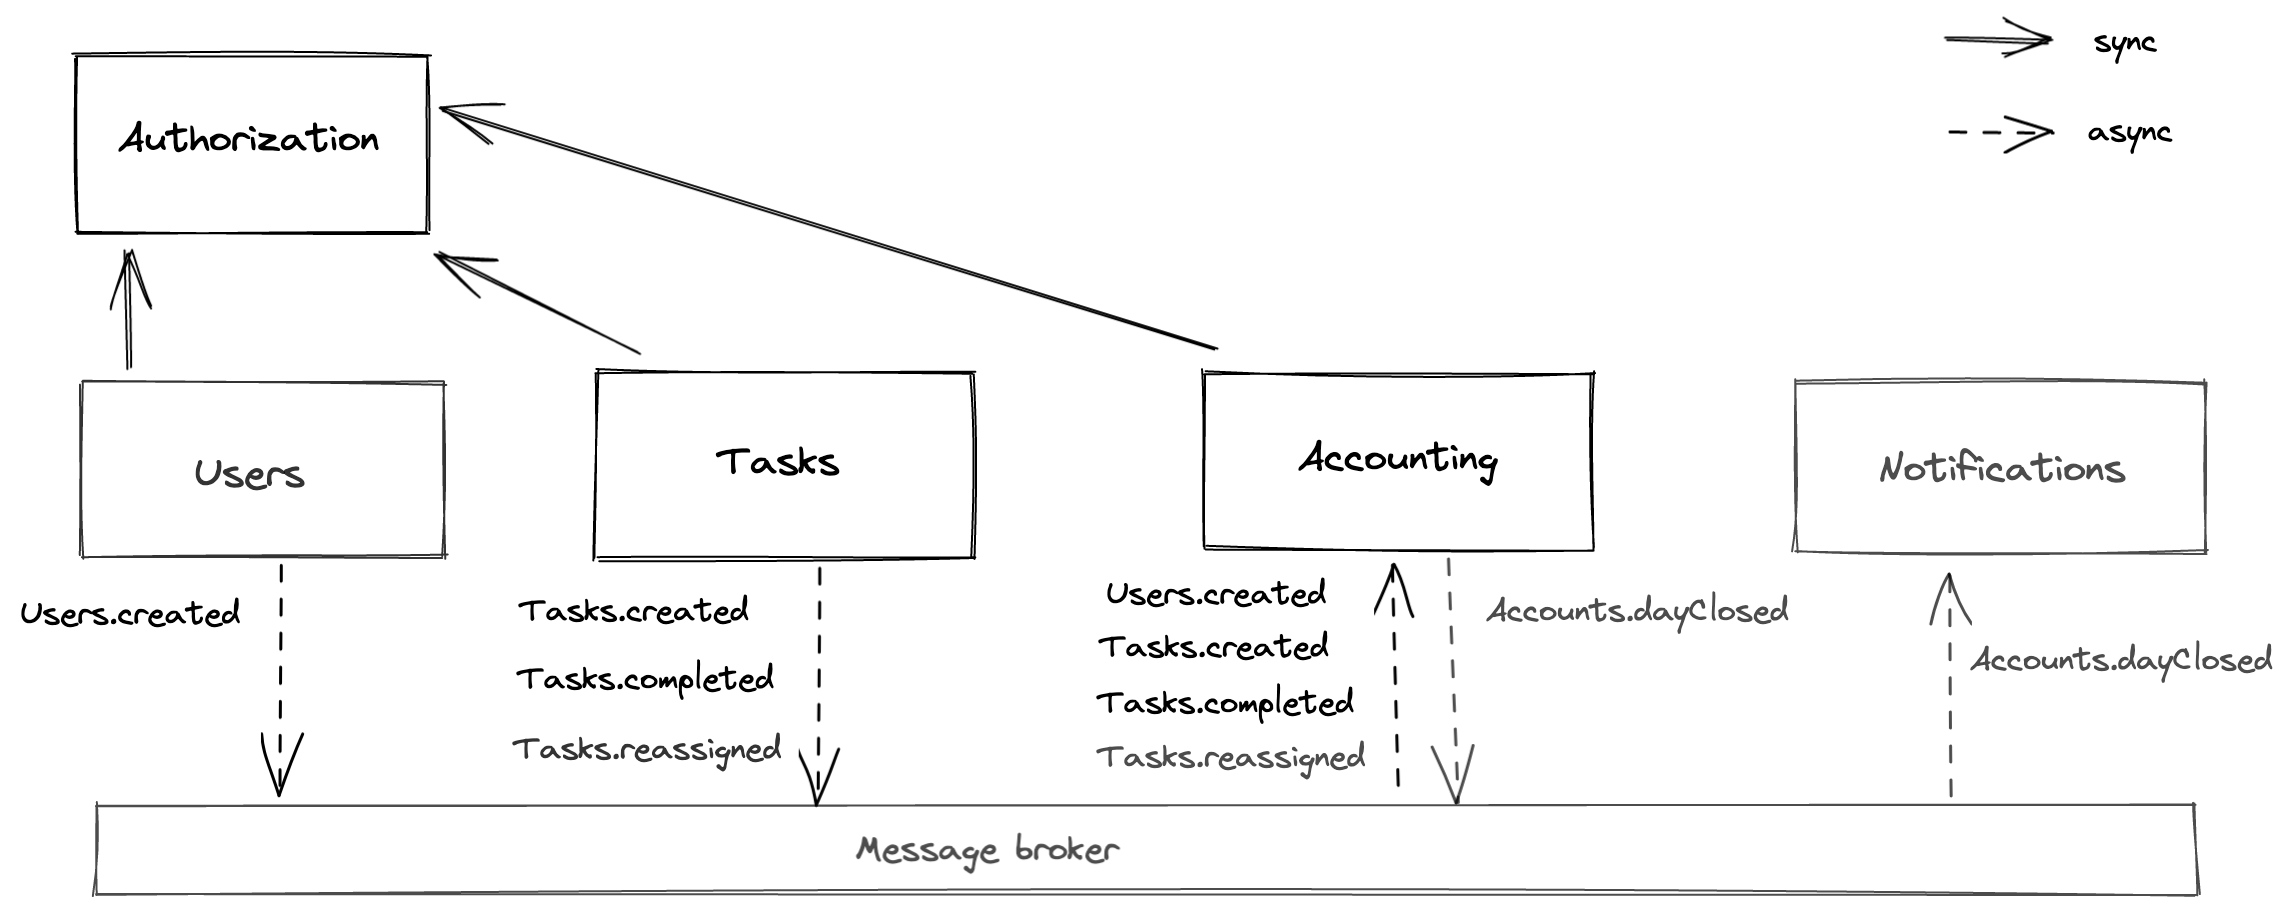 sync
async
Authorization
Users
Tasks
Accounting
Notifications
Users.created
Tasks.created
Tasks.completed
Tasks.reassigned
Users.created
Tasks.created
Tasks.completed
Tasks.reassigned
Accounts.dayClosed
Accounts.dayClosed
Message broker